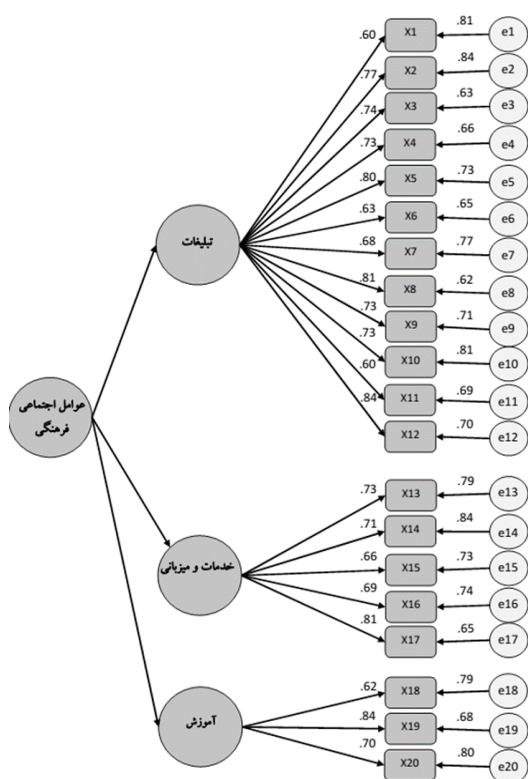 .60 X1 .81 e1
.77 X2 .84 e2
.74 X3 .63 e3
.73 X4 .66 e4
.80 X5 .73 e5
.63 X6 .65 e6
.68 X7 .77 e7
.81 X8 .62 e8
.73 X9 .71 e9
.73 X10 .81 e10
.60 X11 .69 e11
.84 X12 .70 e12
تبلیغات
عوامل اجتماعی
فرهنگی
.73 X13 .79 e13
.71 X14 .84 e14
.66 X15 .73 e15
.69 X16 .74 e16
.81 X17 .65 e17
خدمات و میزبانی
.62 X18 .79 e18
.84 X19 .68 e19
.70 X20 .80 e20
آموزش